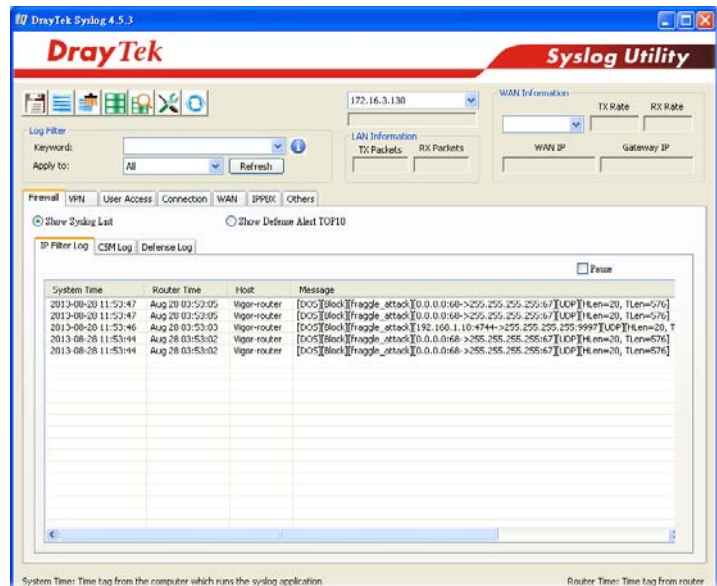 DrayTek Syslog 4.5.3
DrayTek
Syslog Utility
172.16.3.130
WAN Information
TX Rate RX Rate
Log Filter
Keyword:
LAN Information
TX Packets RX Packets
WAN IP Gateway IP
Apply to: All Refresh
Firewall VPN User Access Connection WAN IPPBX Others
Show Syslog List Show Defense Alert TOP10
IP Filter Log CSM Log Defense Log
Pause
System Time Router Time Host Message
2013-08-28 11:53:47 Aug 28 03:53:05 Vigor-router [DOS][Block][fraggle_attack][0.0.0.0:68->255.255.255.255:67][UDP][HLen=20, TLen=576]
2013-08-28 11:53:47 Aug 28 03:53:05 Vigor-router [DOS][Block][fraggle_attack][0.0.0.0:68->255.255.255.255:67][UDP][HLen=20, TLen=576]
2013-08-28 11:53:46 Aug 28 03:53:03 Vigor-router [DOS][Block][fraggle_attack][192.168.1.10:4744->255.255.255.255:9997][UDP][HLen=20, T
2013-08-28 11:53:44 Aug 28 03:53:02 Vigor-router [DOS][Block][fraggle_attack][0.0.0.0:68->255.255.255.255:67][UDP][HLen=20, TLen=576]
2013-08-28 11:53:44 Aug 28 03:53:02 Vigor-router [DOS][Block][fraggle_attack][0.0.0.0:68->255.255.255.255:67][UDP][HLen=20, TLen=576]
System Time: Time tag from the computer which runs the syslog application Router Time: Time tag from router